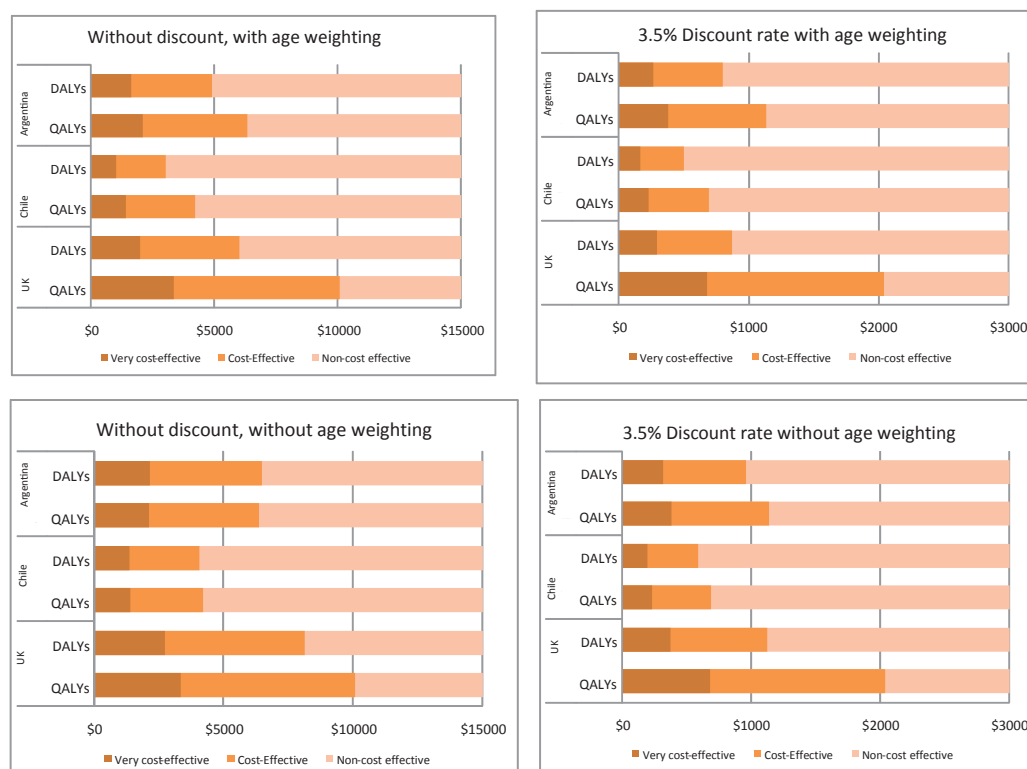 Without discount, with age weighting
Argentina
DALYs
QALYs
Chile
DALYs
QALYs
UK
DALYs
QALYs
$0 $5000 $10000 $15000
Very cost-effective Cost-Effective Non-cost effective
3.5% Discount rate with age weighting
Argentina
DALYs
QALYs
Chile
DALYs
QALYs
UK
DALYs
QALYs
$0 $1000 $2000 $3000
Very cost-effective Cost-Effective Non-cost effective
Without discount, without age weighting
Argentina
DALYs
QALYs
Chile
DALYs
QALYs
UK
DALYs
QALYs
$0 $5000 $10000 $15000
Very cost-effective Cost-Effective Non-cost effective
3.5% Discount rate without age weighting
Argentina
DALYs
QALYs
Chile
DALYs
QALYs
UK
DALYs
QALYs
$0 $1000 $2000 $3000
Very cost-effective Cost-Effective Non-cost effective